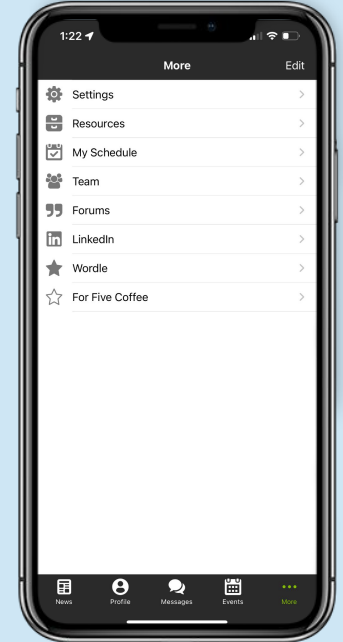 1:22
More
Edit
Settings
Resources
My Schedule
Team
Forums
in LinkedIn
Wordle
For Five Coffee
News
Profile
Messages
Events
More